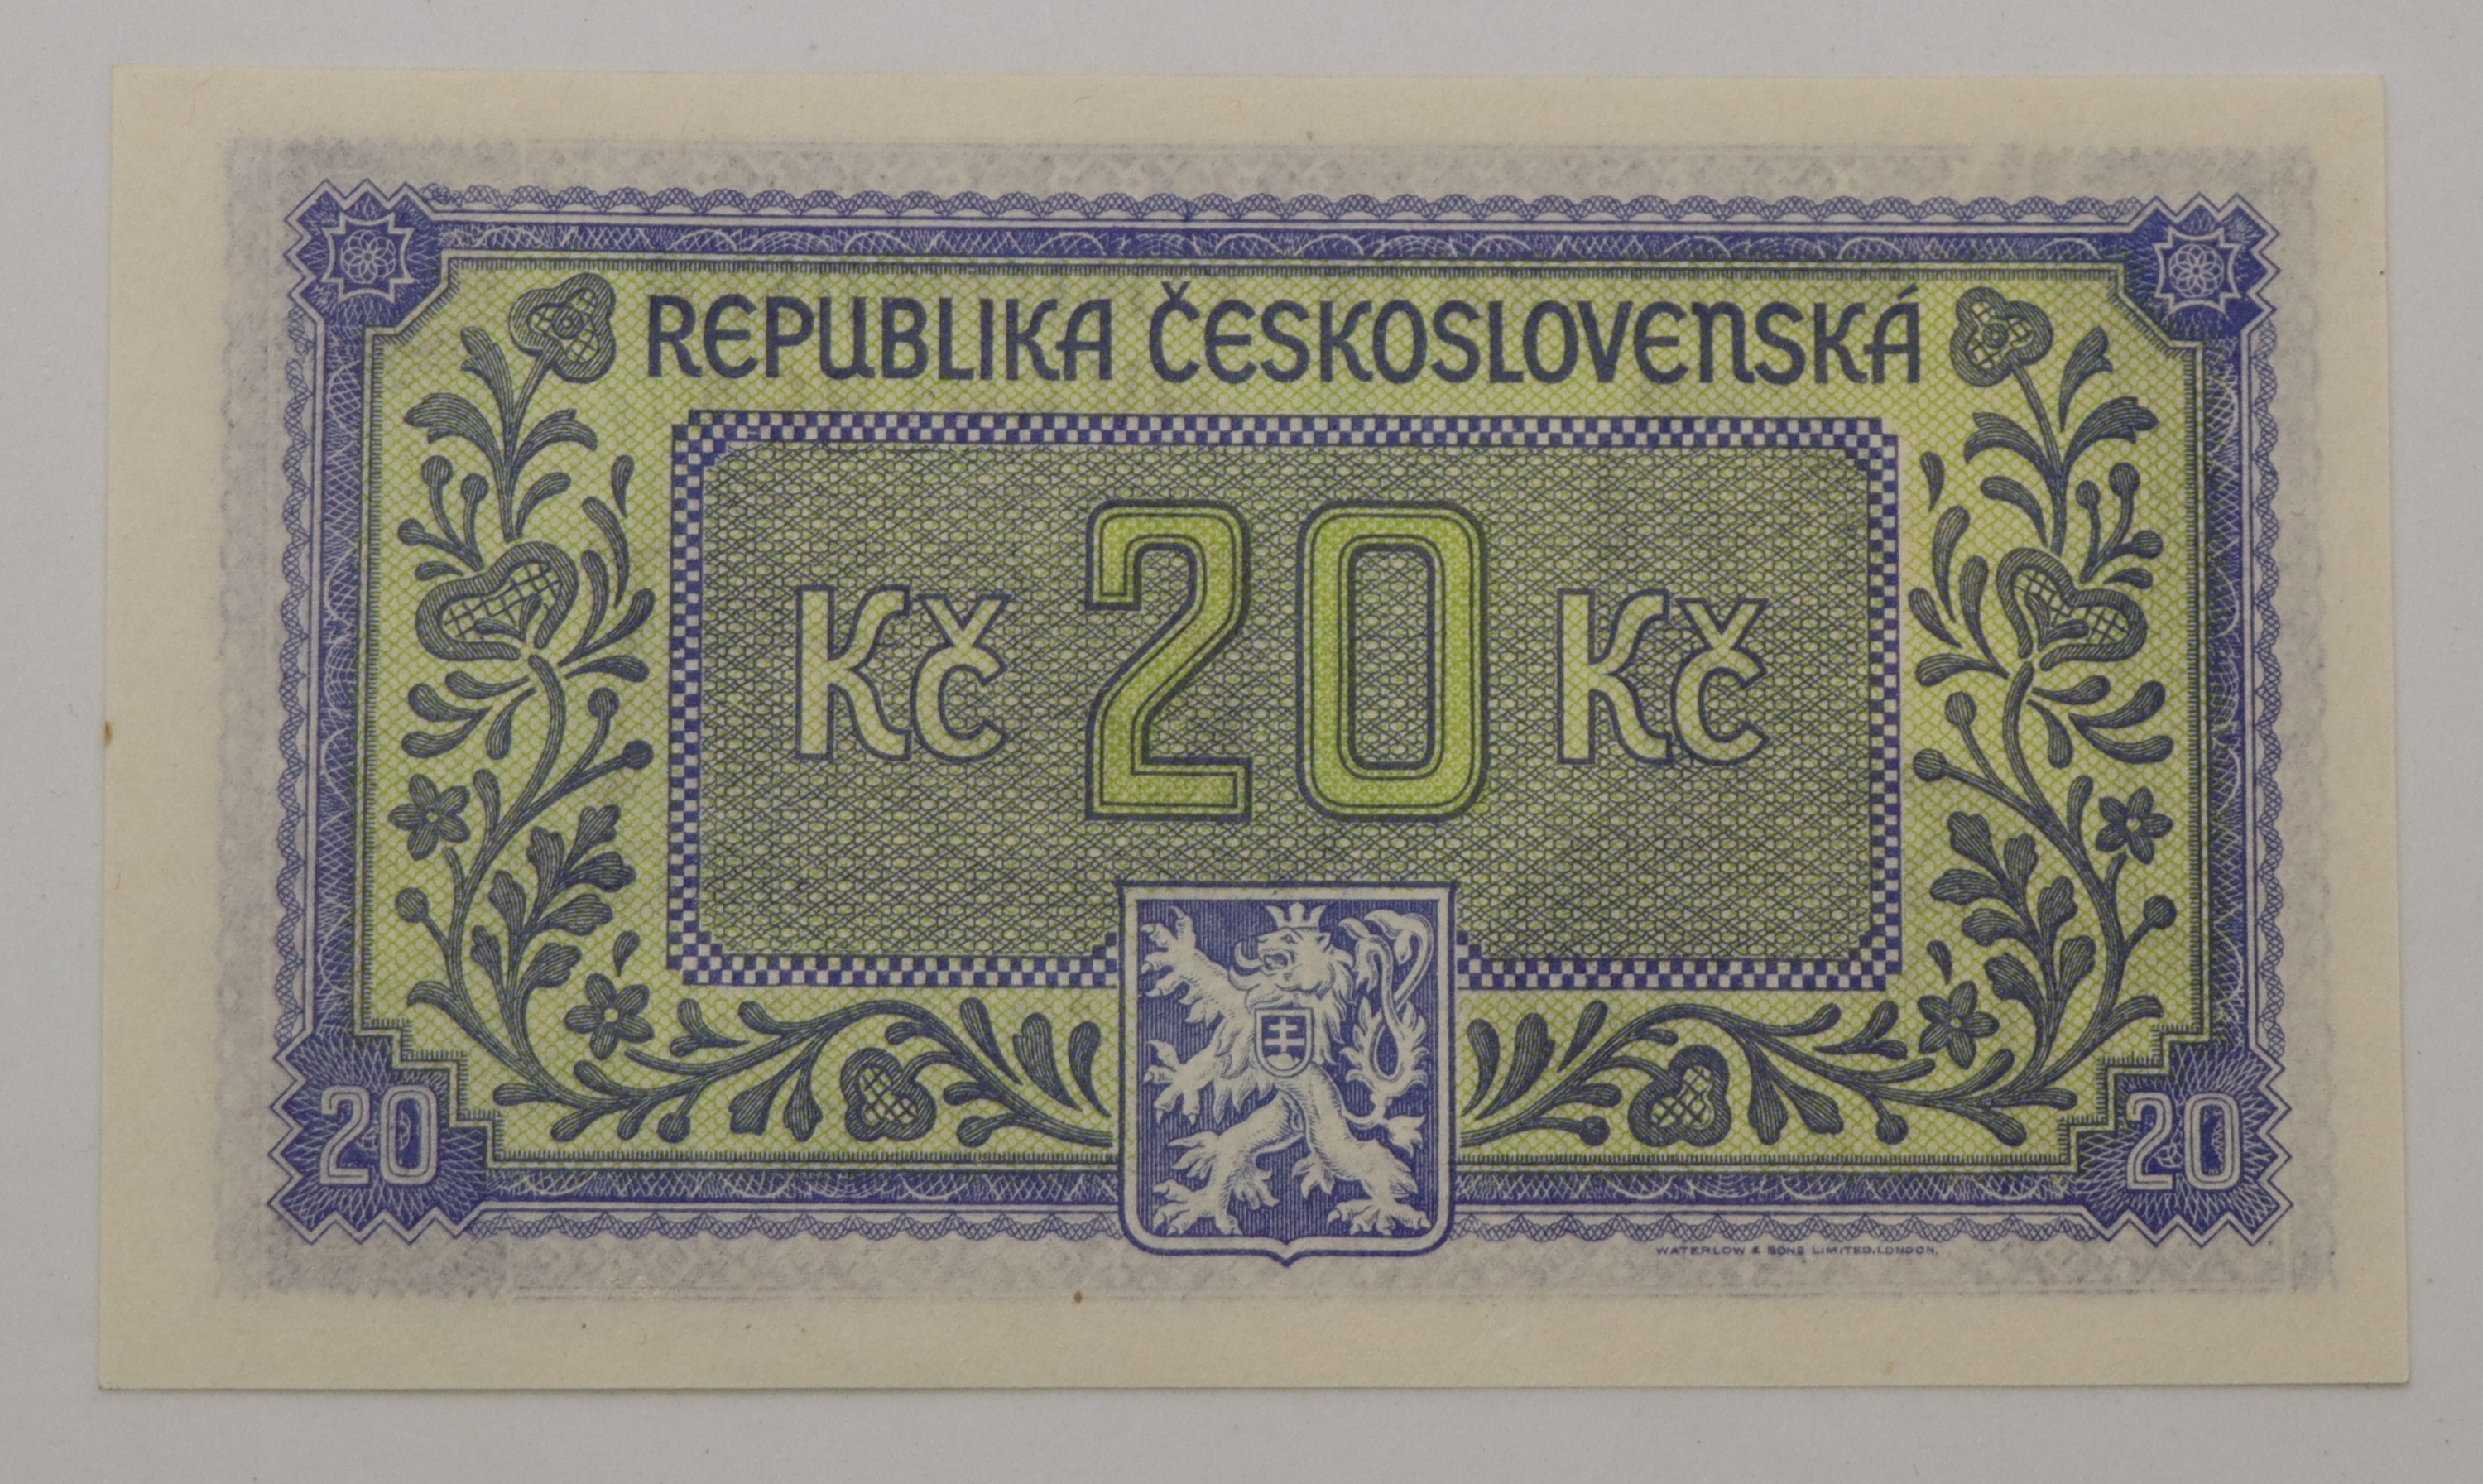 REPUBLIKA ČESKOSLOVENSKÁ
Kč 20 Kč
20 20
WATERLOW & SONS LIMITED, LONDON.